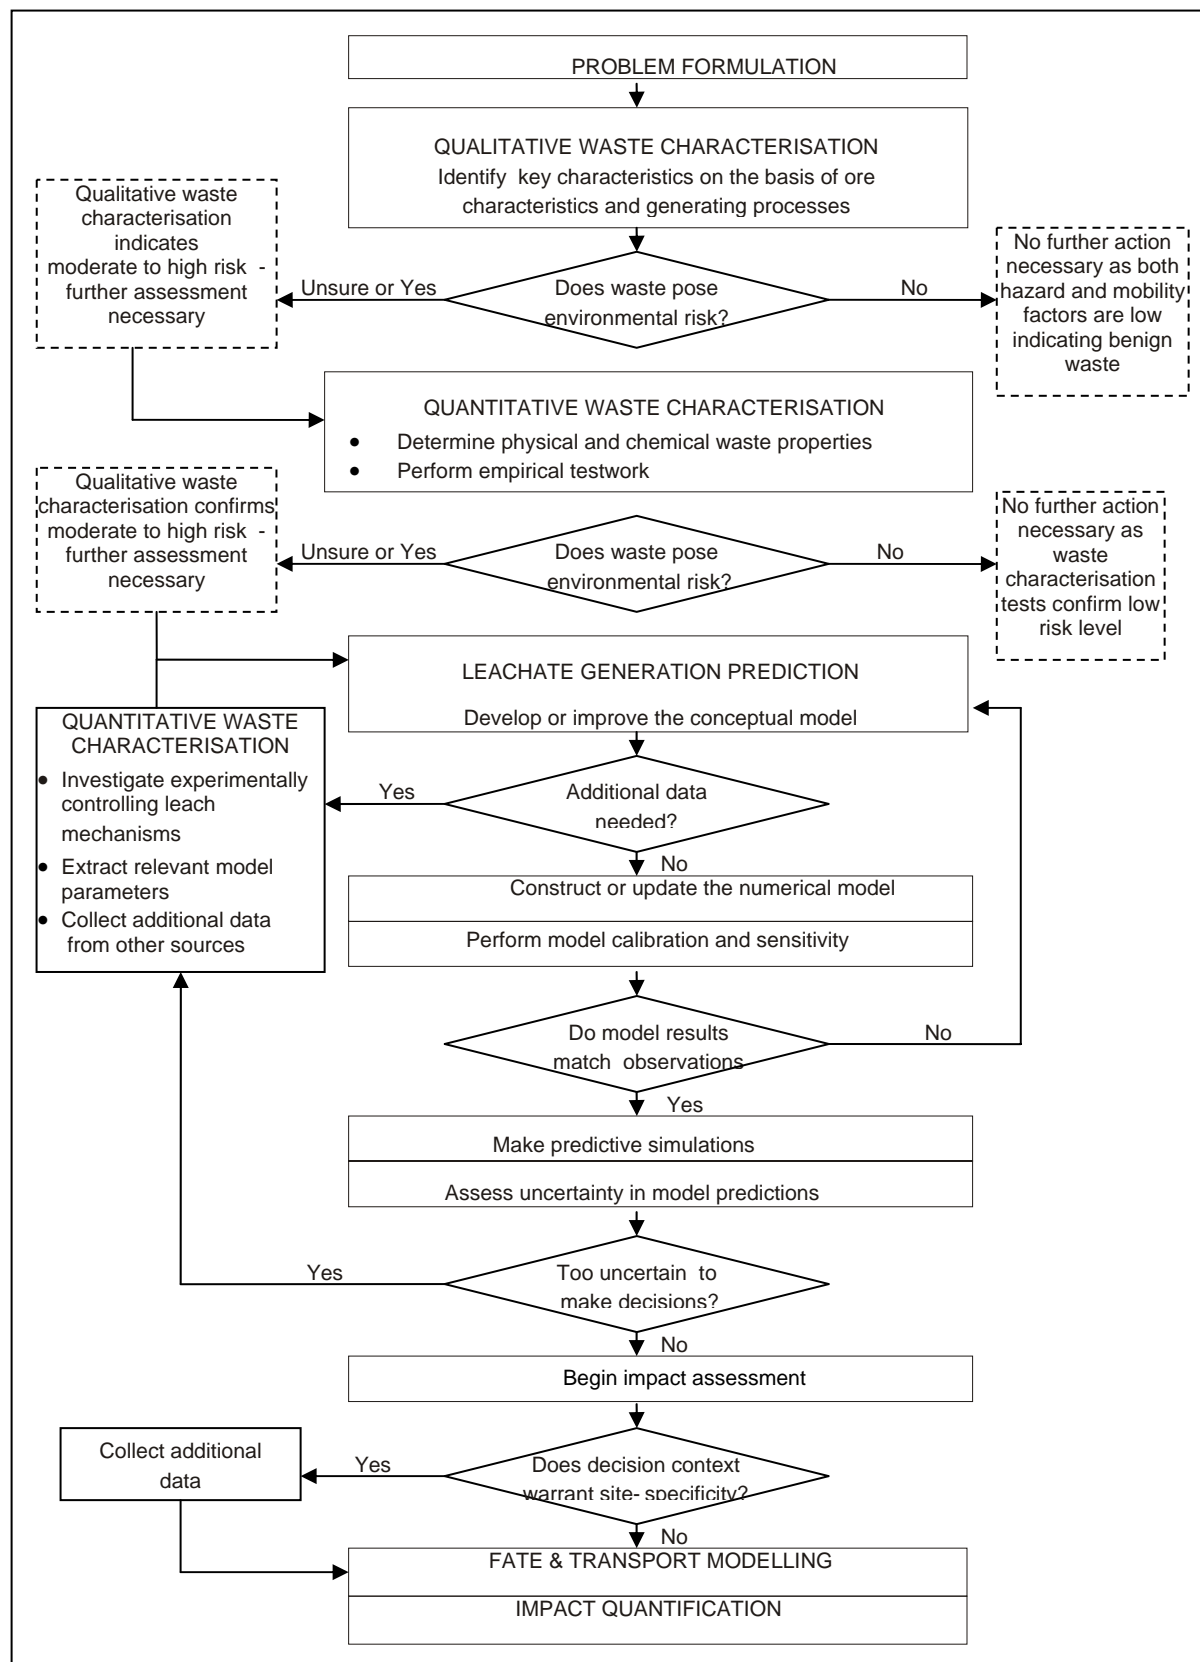 PROBLEM FORMULATION
QUALITATIVE WASTE CHARACTERISATION
Identify key characteristics on the basis of ore
characteristics and generating processes
Qualitative waste
characterisation
indicates
moderate to high risk -
further assessment
necessary
Unsure or Yes
Does waste pose
environmental risk?
No
No further action
necessary as both
hazard and mobility
factors are low
indicating benign
waste
QUANTITATIVE WASTE CHARACTERISATION
• Determine physical and chemical waste properties
• Perform empirical testwork
Qualitative waste
characterisation confirms
moderate to high risk -
further assessment
necessary
Unsure or Yes
Does waste pose
environmental risk?
No
No further action
necessary as
waste
characterisation
tests confirm low
risk level
LEACHATE GENERATION PREDICTION
Develop or improve the conceptual model
QUANTITATIVE WASTE
CHARACTERISATION
• Investigate experimentally
controlling leach
mechanisms
• Extract relevant model
parameters
• Collect additional data
from other sources
Yes
Additional data
needed?
No
Construct or update the numerical model
Perform model calibration and sensitivity
Do model results
match observations
No
Yes
Make predictive simulations
Assess uncertainty in model predictions
Yes
Too uncertain to
make decisions?
No
Begin impact assessment
Collect additional
data
Yes
Does decision context
warrant site- specificity?
No
FATE & TRANSPORT MODELLING
IMPACT QUANTIFICATION